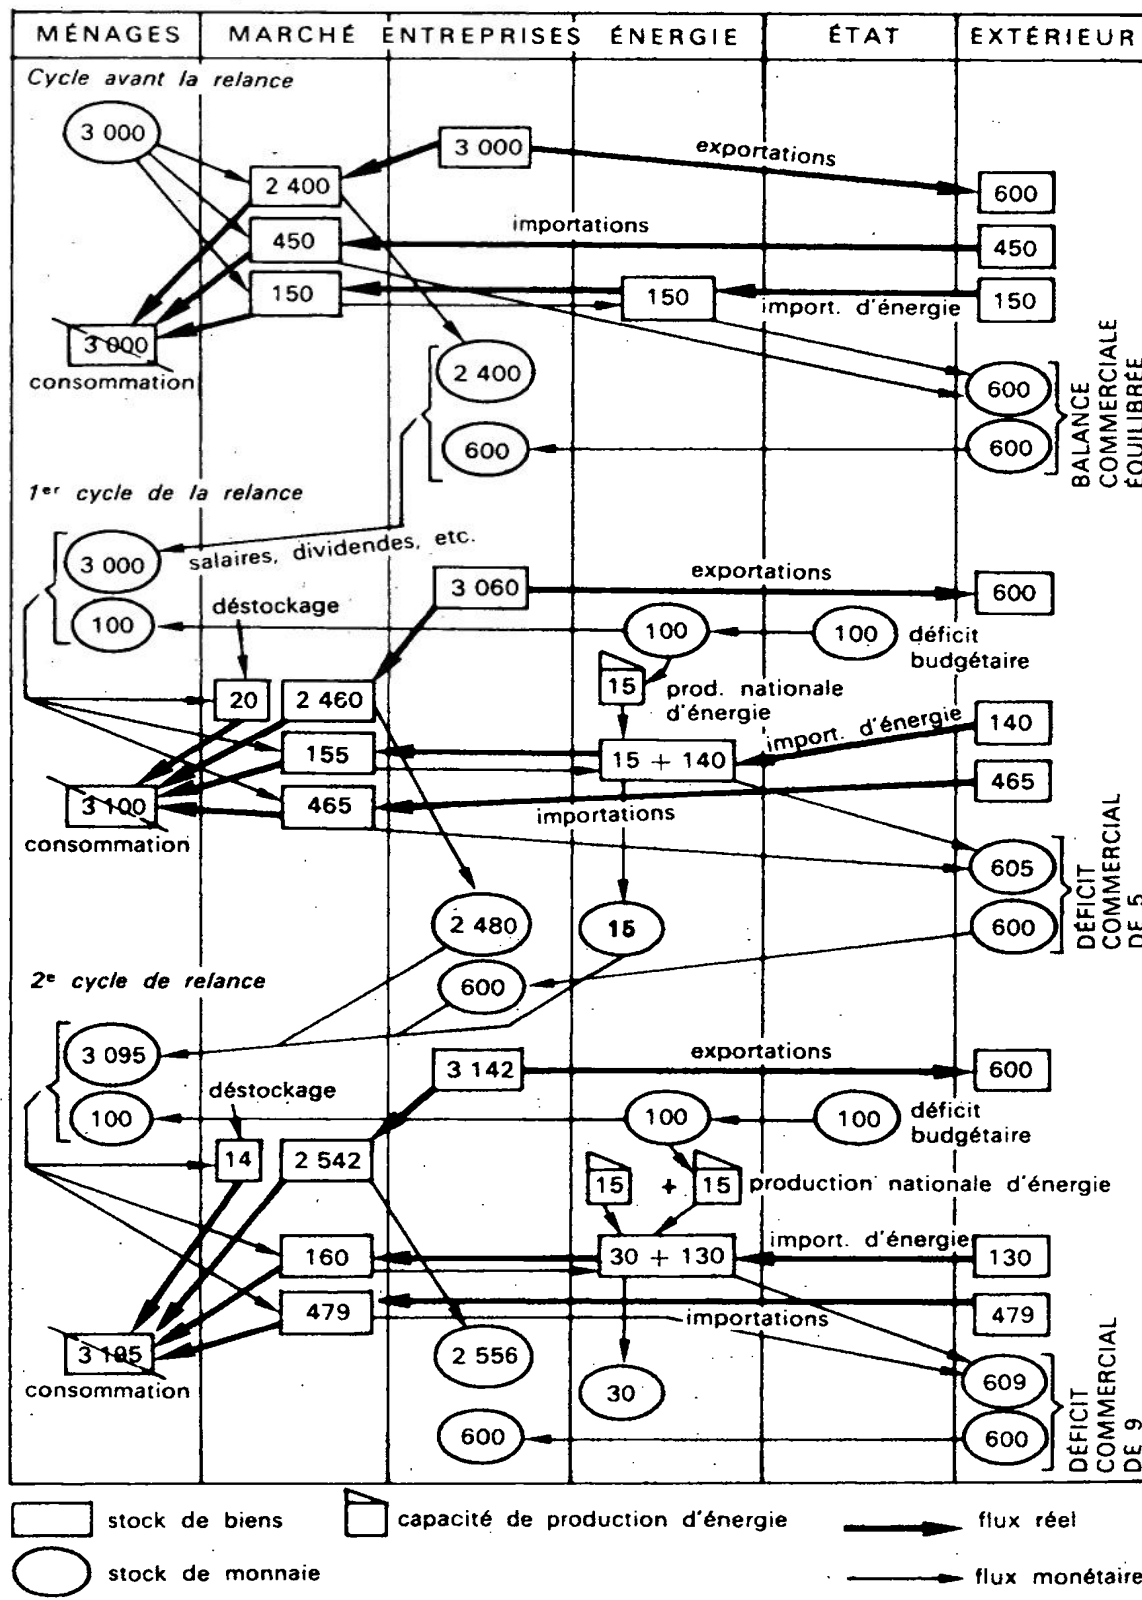 MÉNAGES MARCHÉ ENTREPRISES ÉNERGIE ÉTAT EXTÉRIEUR
Cycle avant la relance
3 000
3 000
exportations
2 400
600
importations
450
450
150
150
import. d'énergie
150
3 000
consommation
2 400
600
600
600
BALANCE
COMMERCIALE
ÉQUILIBRÉE
1er cycle de la relance
3 000
salaires, dividendes, etc.
100
déstockage
3 060
exportations
600
100
100
déficit
budgétaire
15
prod. nationale
d'énergie
20
2 460
155
15 + 140
import. d'énergie
140
465
importations
465
3 100
consommation
605
600
DÉFICIT
COMMERCIAL
DE 5
2 480
15
600
2e cycle de relance
3 095
100
déstockage
3 142
exportations
600
100
100
déficit
budgétaire
14
2 542
15 + 15
production nationale d'énergie
160
30 + 130
import. d'énergie
130
479
importations
479
3 195
consommation
2 556
30
600
609
600
DÉFICIT
COMMERCIAL
DE 9
stock de biens
capacité de production d'énergie
flux réel
stock de monnaie
flux monétaire